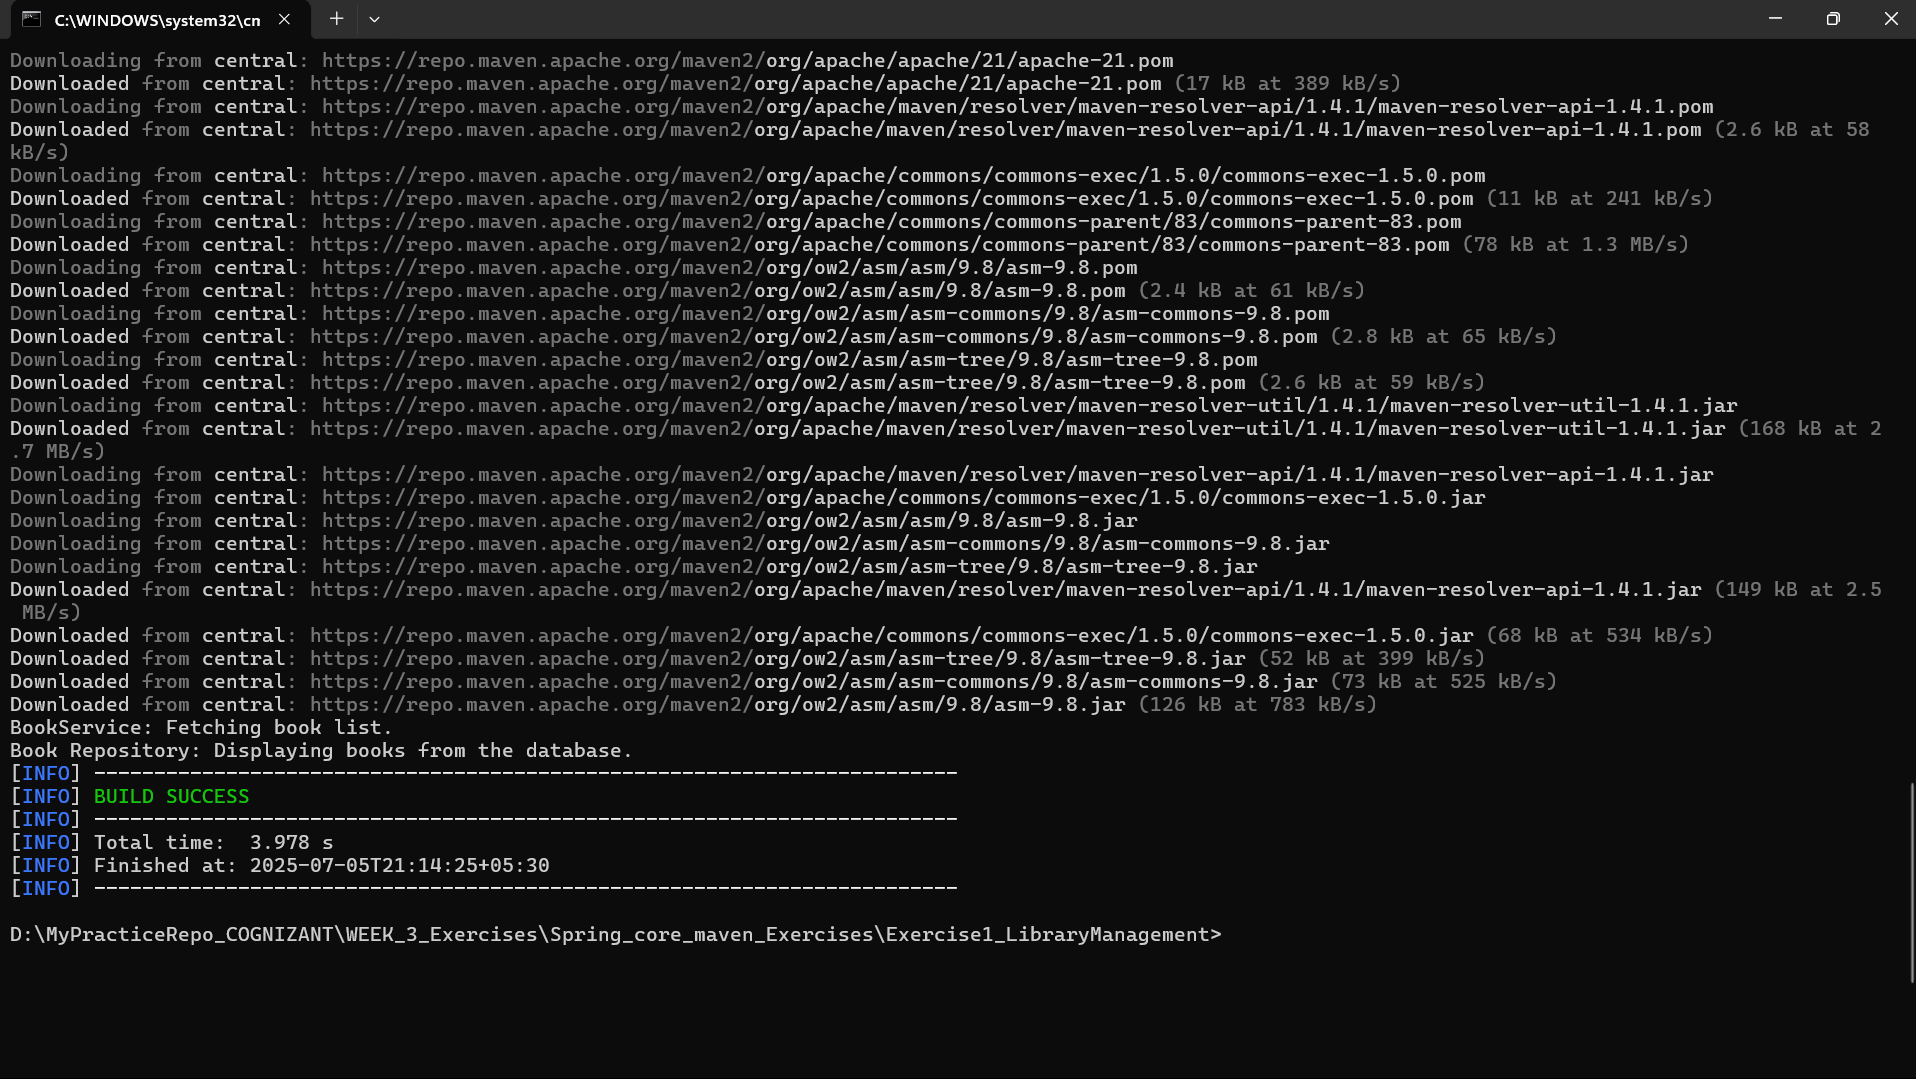 C:\WINDOWS\system32\cn
Downloading from central: https://repo.maven.apache.org/maven2/org/apache/apache/21/apache-21.pom
Downloaded from central: https://repo.maven.apache.org/maven2/org/apache/apache/21/apache-21.pom (17 kB at 389 kB/s)
Downloading from central: https://repo.maven.apache.org/maven2/org/apache/maven/resolver/maven-resolver-api/1.4.1/maven-resolver-api-1.4.1.pom
Downloaded from central: https://repo.maven.apache.org/maven2/org/apache/maven/resolver/maven-resolver-api/1.4.1/maven-resolver-api-1.4.1.pom (2.6 kB at 58
kB/s)
Downloading from central: https://repo.maven.apache.org/maven2/org/apache/commons/commons-exec/1.5.0/commons-exec-1.5.0.pom
Downloaded from central: https://repo.maven.apache.org/maven2/org/apache/commons/commons-exec/1.5.0/commons-exec-1.5.0.pom (11 kB at 241 kB/s)
Downloading from central: https://repo.maven.apache.org/maven2/org/apache/commons/commons-parent/83/commons-parent-83.pom
Downloaded from central: https://repo.maven.apache.org/maven2/org/apache/commons/commons-parent/83/commons-parent-83.pom (78 kB at 1.3 MB/s)
Downloading from central: https://repo.maven.apache.org/maven2/org/ow2/asm/asm/9.8/asm-9.8.pom
Downloaded from central: https://repo.maven.apache.org/maven2/org/ow2/asm/asm/9.8/asm-9.8.pom (2.4 kB at 61 kB/s)
Downloading from central: https://repo.maven.apache.org/maven2/org/ow2/asm/asm-commons/9.8/asm-commons-9.8.pom
Downloaded from central: https://repo.maven.apache.org/maven2/org/ow2/asm/asm-commons/9.8/asm-commons-9.8.pom (2.8 kB at 65 kB/s)
Downloading from central: https://repo.maven.apache.org/maven2/org/ow2/asm/asm-tree/9.8/asm-tree-9.8.pom
Downloaded from central: https://repo.maven.apache.org/maven2/org/ow2/asm/asm-tree/9.8/asm-tree-9.8.pom (2.6 kB at 59 kB/s)
Downloading from central: https://repo.maven.apache.org/maven2/org/apache/maven/resolver/maven-resolver-util/1.4.1/maven-resolver-util-1.4.1.jar
Downloaded from central: https://repo.maven.apache.org/maven2/org/apache/maven/resolver/maven-resolver-util/1.4.1/maven-resolver-util-1.4.1.jar (168 kB at 2
.7 MB/s)
Downloading from central: https://repo.maven.apache.org/maven2/org/apache/maven/resolver/maven-resolver-api/1.4.1/maven-resolver-api-1.4.1.jar
Downloading from central: https://repo.maven.apache.org/maven2/org/apache/commons/commons-exec/1.5.0/commons-exec-1.5.0.jar
Downloading from central: https://repo.maven.apache.org/maven2/org/ow2/asm/asm/9.8/asm-9.8.jar
Downloading from central: https://repo.maven.apache.org/maven2/org/ow2/asm/asm-commons/9.8/asm-commons-9.8.jar
Downloading from central: https://repo.maven.apache.org/maven2/org/ow2/asm/asm-tree/9.8/asm-tree-9.8.jar
Downloaded from central: https://repo.maven.apache.org/maven2/org/apache/maven/resolver/maven-resolver-api/1.4.1/maven-resolver-api-1.4.1.jar (149 kB at 2.5
 MB/s)
Downloaded from central: https://repo.maven.apache.org/maven2/org/apache/commons/commons-exec/1.5.0/commons-exec-1.5.0.jar (68 kB at 534 kB/s)
Downloaded from central: https://repo.maven.apache.org/maven2/org/ow2/asm/asm-tree/9.8/asm-tree-9.8.jar (52 kB at 399 kB/s)
Downloaded from central: https://repo.maven.apache.org/maven2/org/ow2/asm/asm-commons/9.8/asm-commons-9.8.jar (73 kB at 525 kB/s)
Downloaded from central: https://repo.maven.apache.org/maven2/org/ow2/asm/asm/9.8/asm-9.8.jar (126 kB at 783 kB/s)
BookService: Fetching book list.
Book Repository: Displaying books from the database.
[INFO] ------------------------------------------------------------------------
[INFO] BUILD SUCCESS
[INFO] ------------------------------------------------------------------------
[INFO] Total time:  3.978 s
[INFO] Finished at: 2025-07-05T21:14:25+05:30
[INFO] ------------------------------------------------------------------------
D:\MyPracticeRepo_COGNIZANT\WEEK_3_Exercises\Spring_core_maven_Exercises\Exercise1_LibraryManagement>